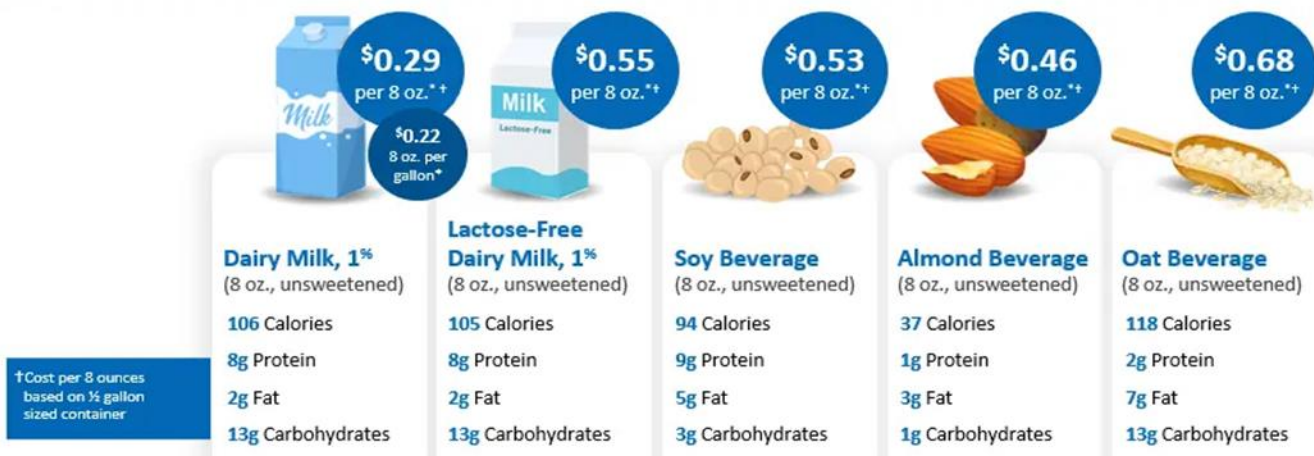 $0.29
per 8 oz.*†
$0.22
8 oz. per
gallon*
Milk
Dairy Milk, 1%
(8 oz., unsweetened)
106 Calories
8g Protein
2g Fat
13g Carbohydrates
$0.55
per 8 oz.*†
Milk
Lactose-Free
Lactose-Free
Dairy Milk, 1%
(8 oz., unsweetened)
105 Calories
8g Protein
2g Fat
13g Carbohydrates
$0.53
per 8 oz.*†
Soy Beverage
(8 oz., unsweetened)
94 Calories
9g Protein
5g Fat
3g Carbohydrates
$0.46
per 8 oz.*†
Almond Beverage
(8 oz., unsweetened)
37 Calories
1g Protein
3g Fat
1g Carbohydrates
$0.68
per 8 oz.*†
Oat Beverage
(8 oz., unsweetened)
118 Calories
2g Protein
7g Fat
13g Carbohydrates
†Cost per 8 ounces
based on ½ gallon
sized container